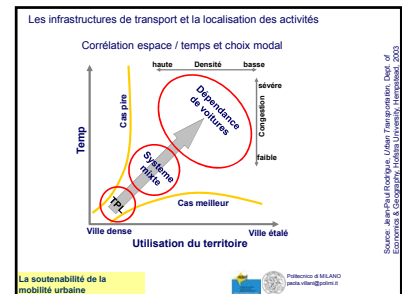 Les infrastructures de transport et la localisation des activités
Corrélation espace / temps et choix modal
haute Densité basse
sévére
Congestion
faible
Temp
Cas pire
Dépendance
de voitures
Systeme
mixte
TPL
Cas meilleur
Ville dense
Ville étalé
Utilisation du territoire
Source: Jean-Paul Rodrigue, Urban Transportation, Dept. of
Economics & Geography, Hofstra University, Hempstead, 2003
La soutenabilité de la
mobilité urbaine
Politecnico di MILANO
paola.villani@polimi.it